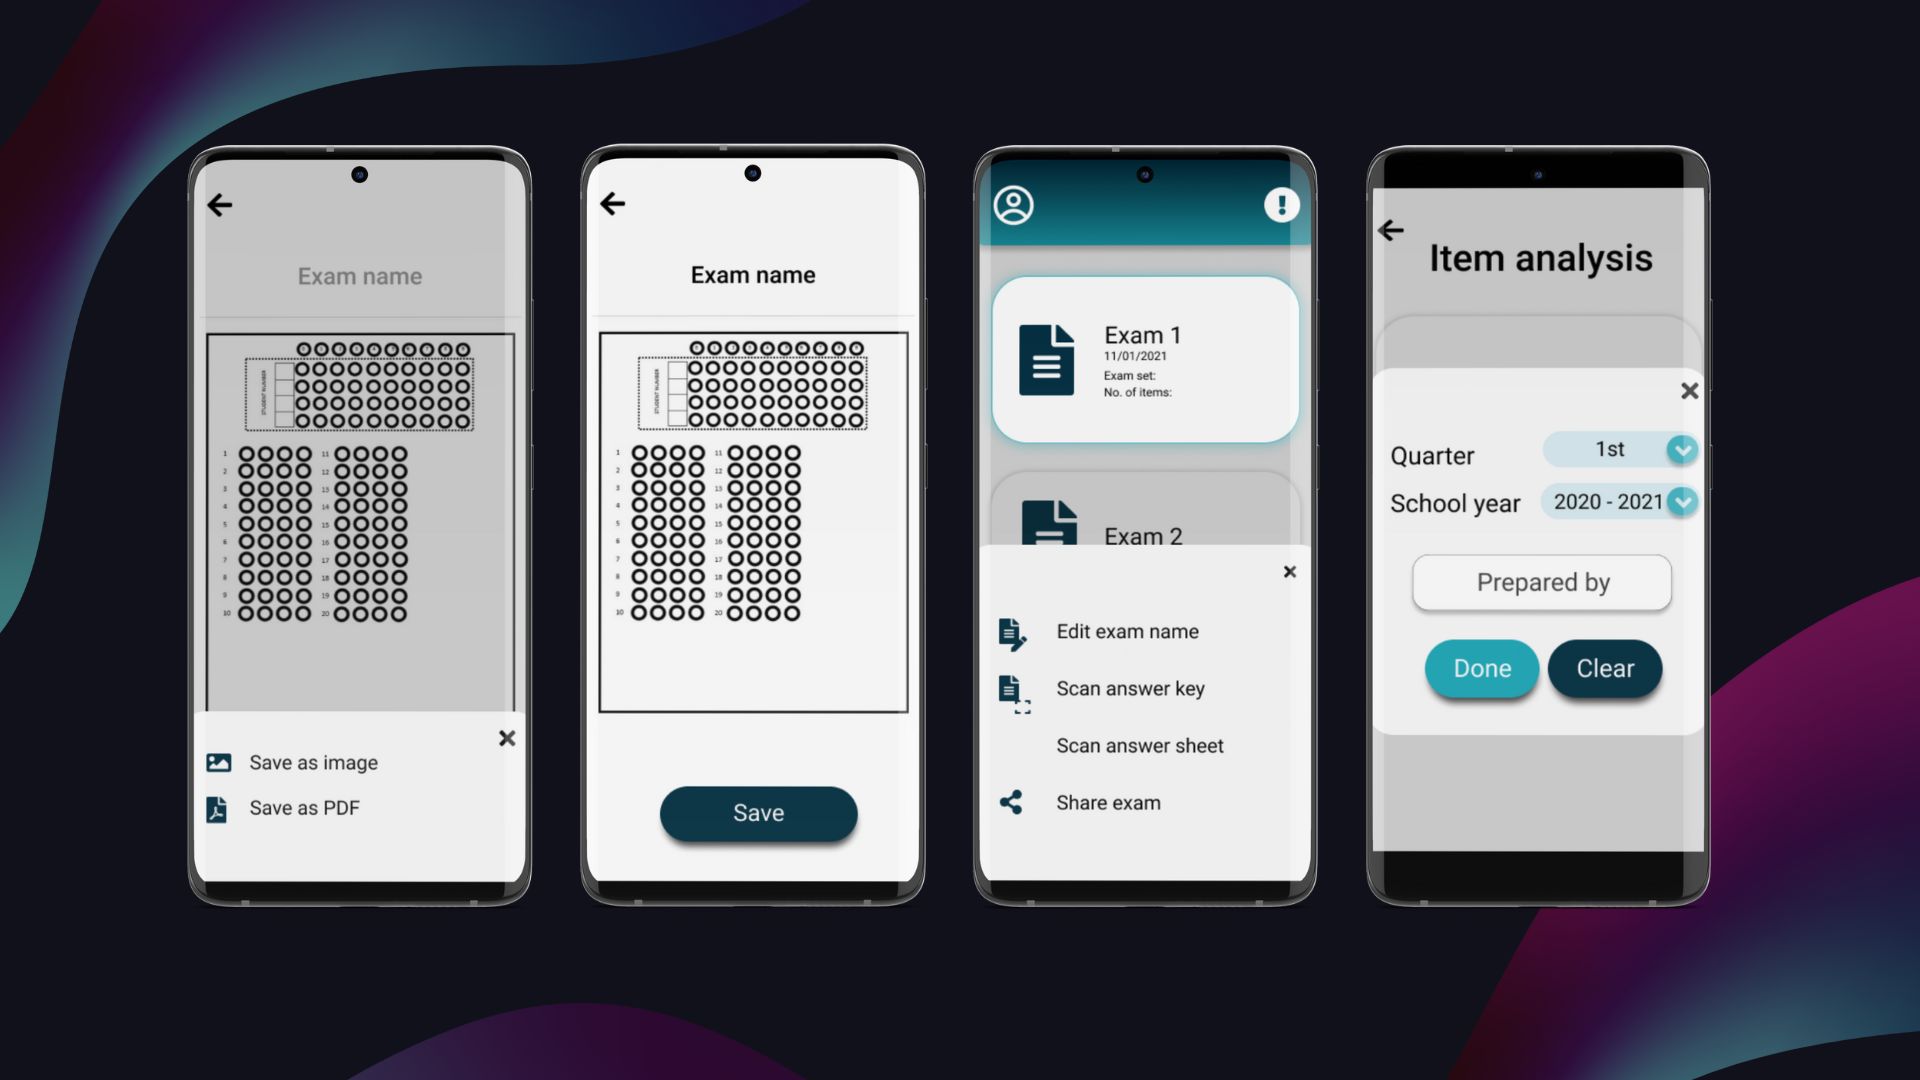 Exam name
STUDENT NUMBER
1 11
2 12
3 13
4 14
5 15
6 16
7 17
8 18
9 19
10 20
Save as image
Save as PDF
Exam name
STUDENT NUMBER
1 11
2 12
3 13
4 14
5 15
6 16
7 17
8 18
9 19
10 20
Save
Exam 1
11/01/2021
Exam set:
No. of items:
Exam 2
Edit exam name
Scan answer key
Scan answer sheet
Share exam
Item analysis
Quarter 1st
School year 2020 - 2021
Prepared by
Done Clear